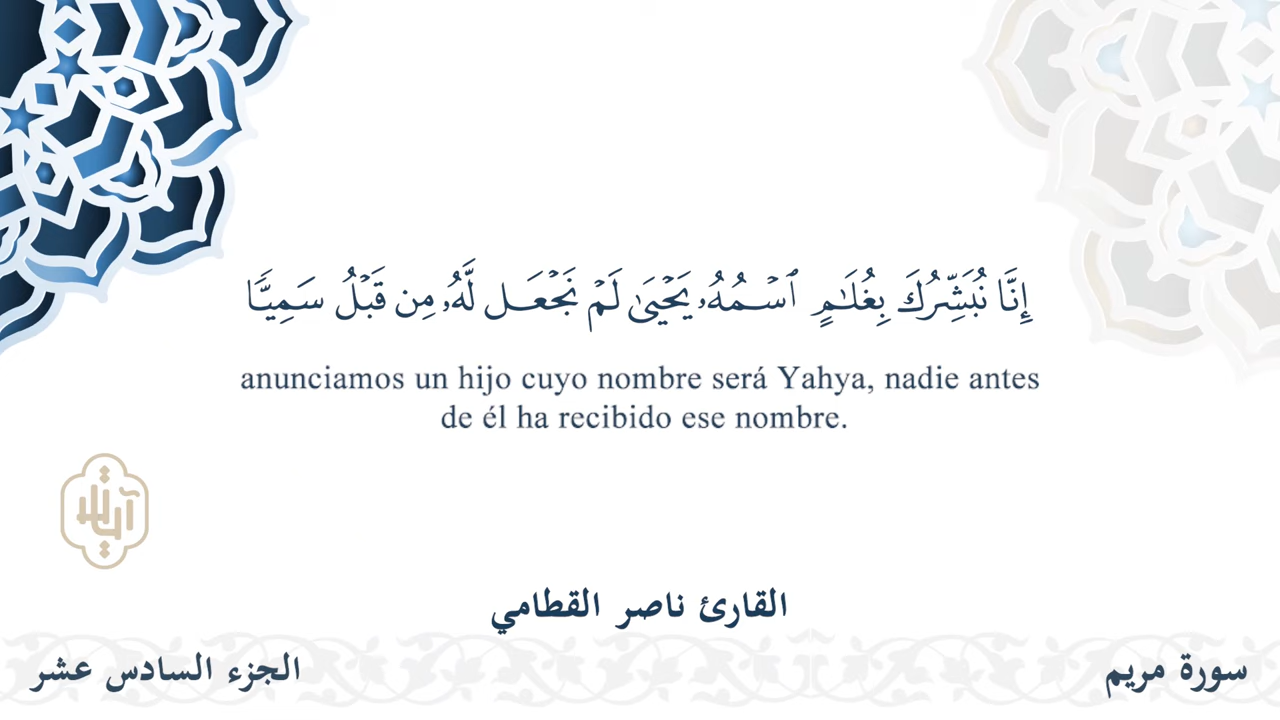 إِنَّا نُبَشِّرُكَ بِغُلَـٰمٍ ٱسۡمُهُۥ يَحۡيَىٰ لَمۡ نَجۡعَل لَّهُۥ مِن قَبۡلُ سَمِيّٗا
anunciamos un hijo cuyo nombre será Yahya, nadie antes
de él ha recibido ese nombre.
القارئ ناصر القطامي
سورة مريم
الجزء السادس عشر